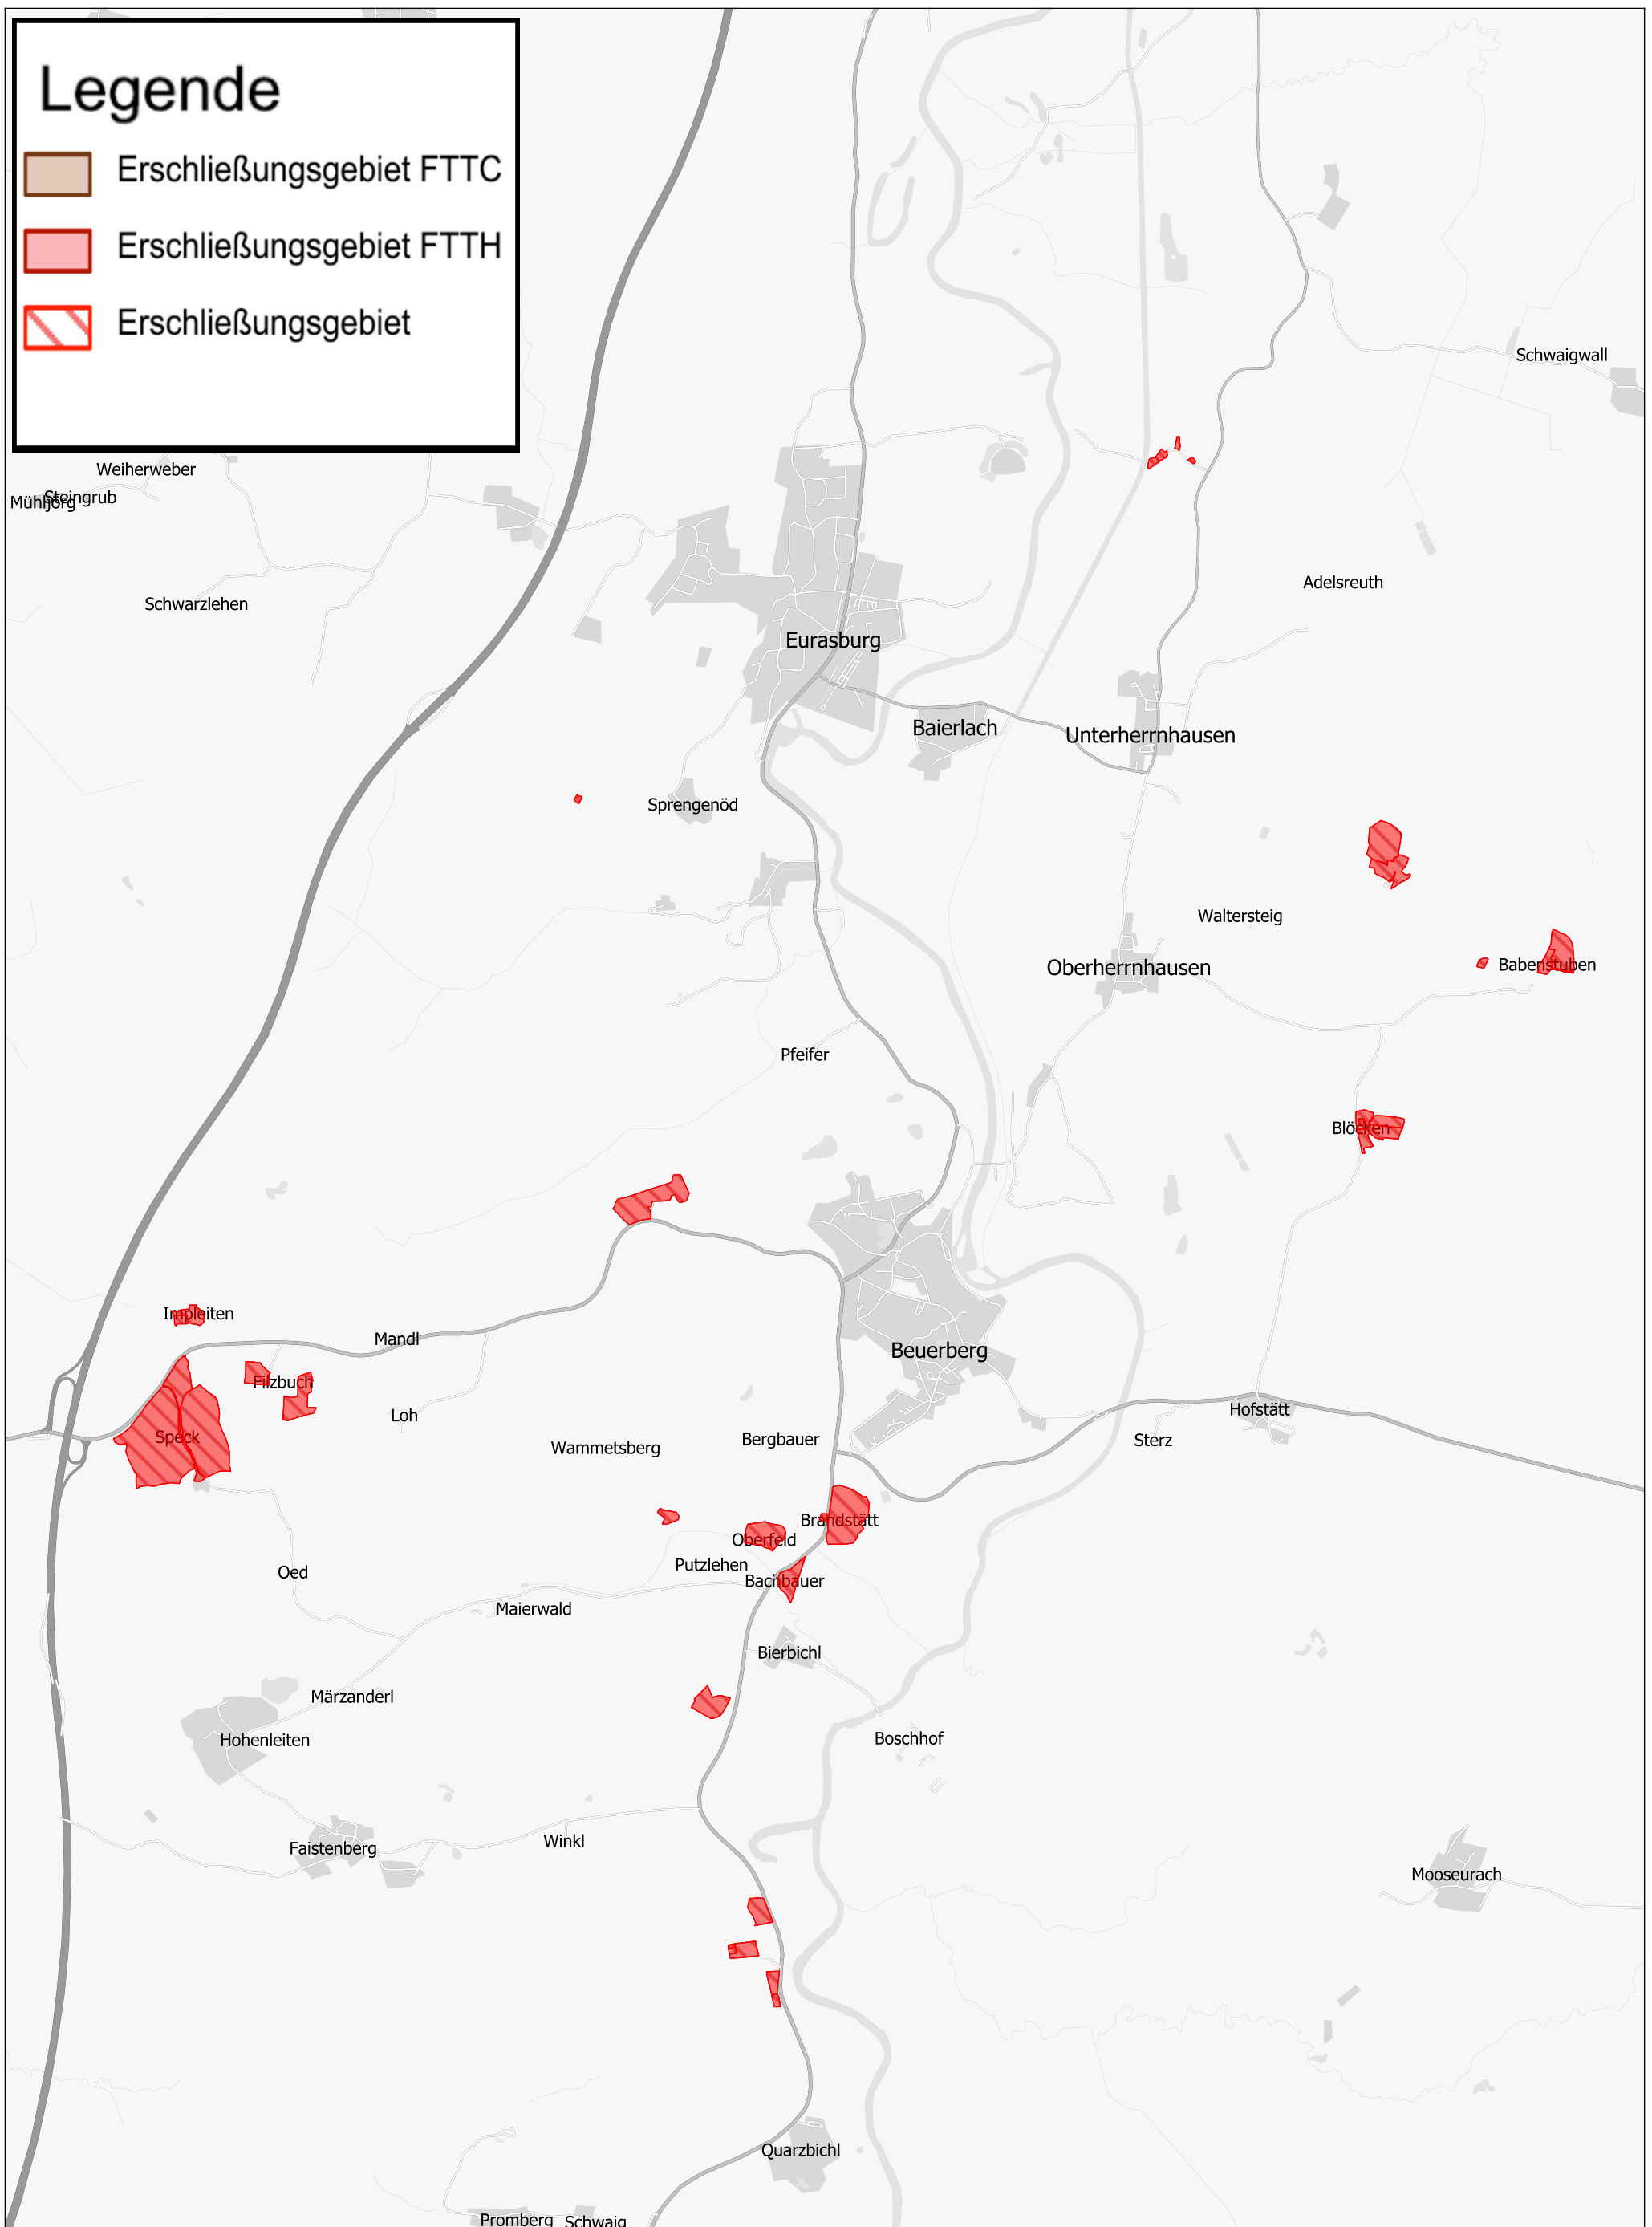 Legende
Erschließungsgebiet FTTC
Erschließungsgebiet FTTH
Erschließungsgebiet
Schwaigwall
Weiherweber
Steingrub
Mühljörg
Adelsreuth
Schwarzlehen
Eurasburg
Baierlach
Unterherrnhausen
Sprengenöd
Waltersteig
Babenstuben
Oberherrnhausen
Pfeifer
Blöcken
Impleiten
Mandl
Beuerberg
Filzbuch
Hofstätt
Loh
Speck
Bergbauer
Sterz
Wammetsberg
Brandstätt
Oberfeld
Putzlehen
Oed
Bachbauer
Maierwald
Bierbichl
Märzanderl
Boschhof
Hohenleiten
Winkl
Faistenberg
Mooseurach
Quarzbichl
Promberg
Schwaig